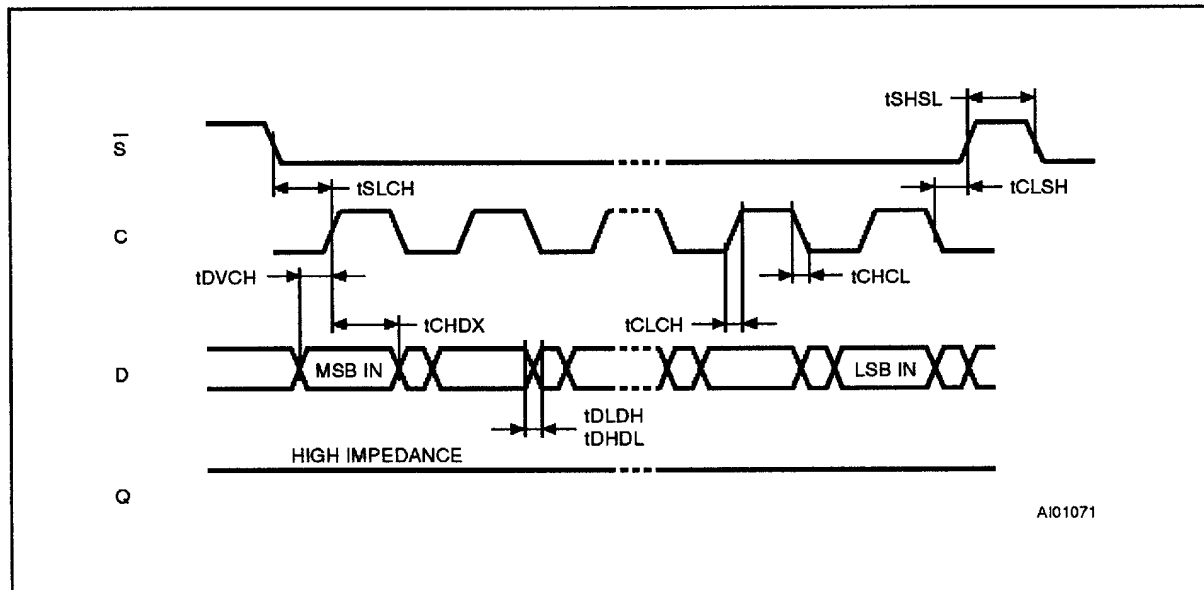 tSHSL
S̅
tSLCH
tCLSH
C
tDVCH
tCHCL
tCHDX
tCLCH
D
MSB IN
LSB IN
tDLDH
tDHDL
HIGH IMPEDANCE
Q
AI01071